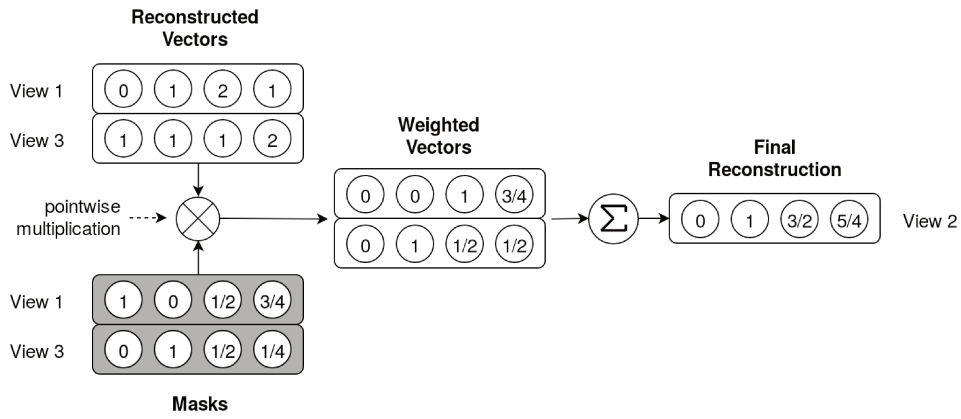 Reconstructed
Vectors
View 1
0 1 2 1
View 3
1 1 1 2
Weighted
Vectors
0 0 1 3/4
0 1 1/2 1/2
Final
Reconstruction
0 1 3/2 5/4
View 2
pointwise
multiplication
Σ
View 1
1 0 1/2 3/4
View 3
0 1 1/2 1/4
Masks